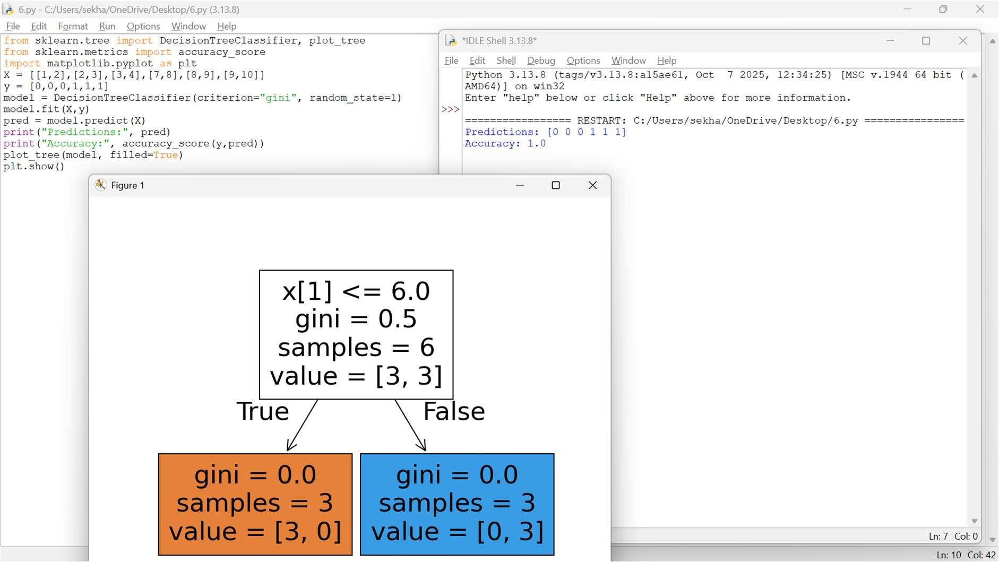 6.py - C:/Users/sekha/OneDrive/Desktop/6.py (3.13.8)
File Edit Format Run Options Window Help
from sklearn.tree import DecisionTreeClassifier, plot_tree
from sklearn.metrics import accuracy_score
import matplotlib.pyplot as plt
X = [[1,2],[2,3],[3,4],[7,8],[8,9],[9,10]]
y = [0,0,0,1,1,1]
model = DecisionTreeClassifier(criterion="gini", random_state=1)
model.fit(X,y)
pred = model.predict(X)
print("Predictions:", pred)
print("Accuracy:", accuracy_score(y,pred))
plot_tree(model, filled=True)
plt.show()
*IDLE Shell 3.13.8*
File Edit Shell Debug Options Window Help
Python 3.13.8 (tags/v3.13.8:a15ae61, Oct  7 2025, 12:34:25) [MSC v.1944 64 bit (
AMD64)] on win32
Enter "help" below or click "Help" above for more information.
>>>
================= RESTART: C:/Users/sekha/OneDrive/Desktop/6.py ================
Predictions: [0 0 0 1 1 1]
Accuracy: 1.0
Figure 1
x[1] <= 6.0
gini = 0.5
samples = 6
value = [3, 3]
True
False
gini = 0.0
samples = 3
value = [3, 0]
gini = 0.0
samples = 3
value = [0, 3]
Ln: 7 Col: 0
Ln: 10 Col: 42